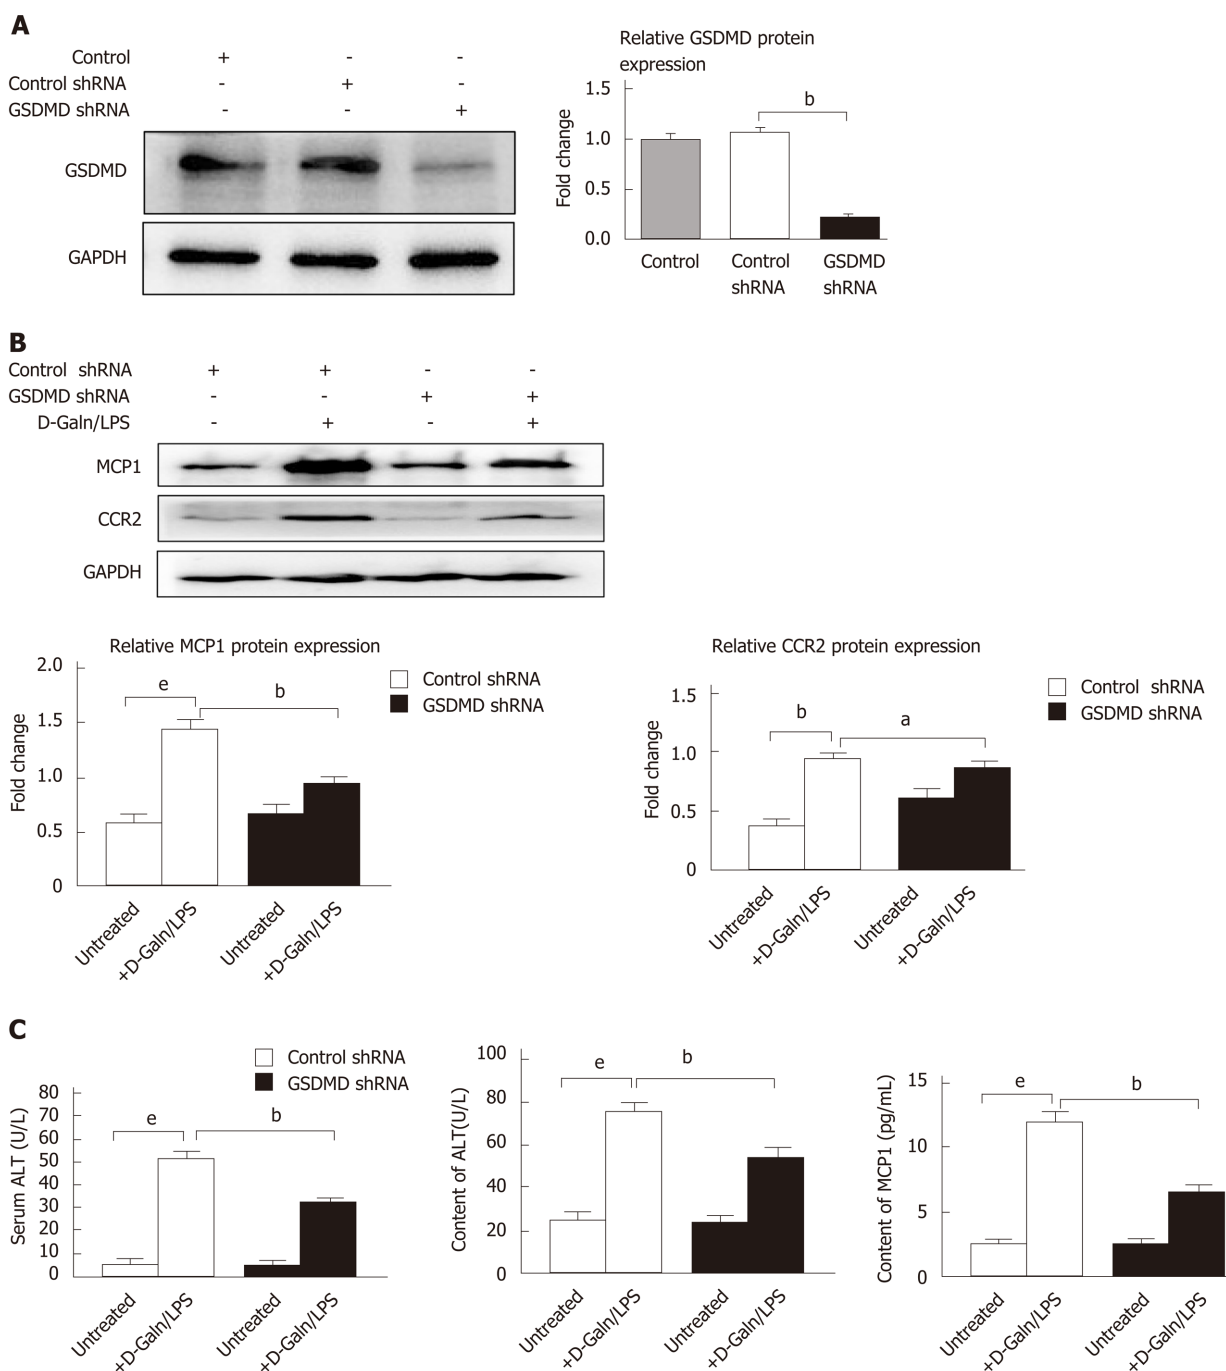 A
Control + - -
Control shRNA - + -
GSDMD shRNA - - +
GSDMD
GAPDH
Relative GSDMD protein
expression
Fold change
1.5
1.0
0.5
0.0
b
Control
Control
shRNA
GSDMD
shRNA
B
Control shRNA + + - -
GSDMD shRNA - - + +
D-Galn/LPS - + - +
MCP1
CCR2
GAPDH
Relative MCP1 protein expression
Fold change
2.0
1.5
1.0
0.5
0
e
b
Control shRNA
GSDMD shRNA
Untreated
+D-Galn/LPS
Untreated
+D-Galn/LPS
Relative CCR2 protein expression
Fold change
1.5
1.0
0.5
0
b
a
Control shRNA
GSDMD shRNA
Untreated
+D-Galn/LPS
Untreated
+D-Galn/LPS
C
Control shRNA
GSDMD shRNA
Serum ALT (U/L)
80
70
60
50
40
30
20
10
0
e
b
Untreated
+D-Galn/LPS
Untreated
+D-Galn/LPS
Content of ALT(U/L)
100
80
60
40
20
0
e
b
Untreated
+D-Galn/LPS
Untreated
+D-Galn/LPS
Content of MCP1 (pg/mL)
15
10
5
0
e
b
Untreated
+D-Galn/LPS
Untreated
+D-Galn/LPS